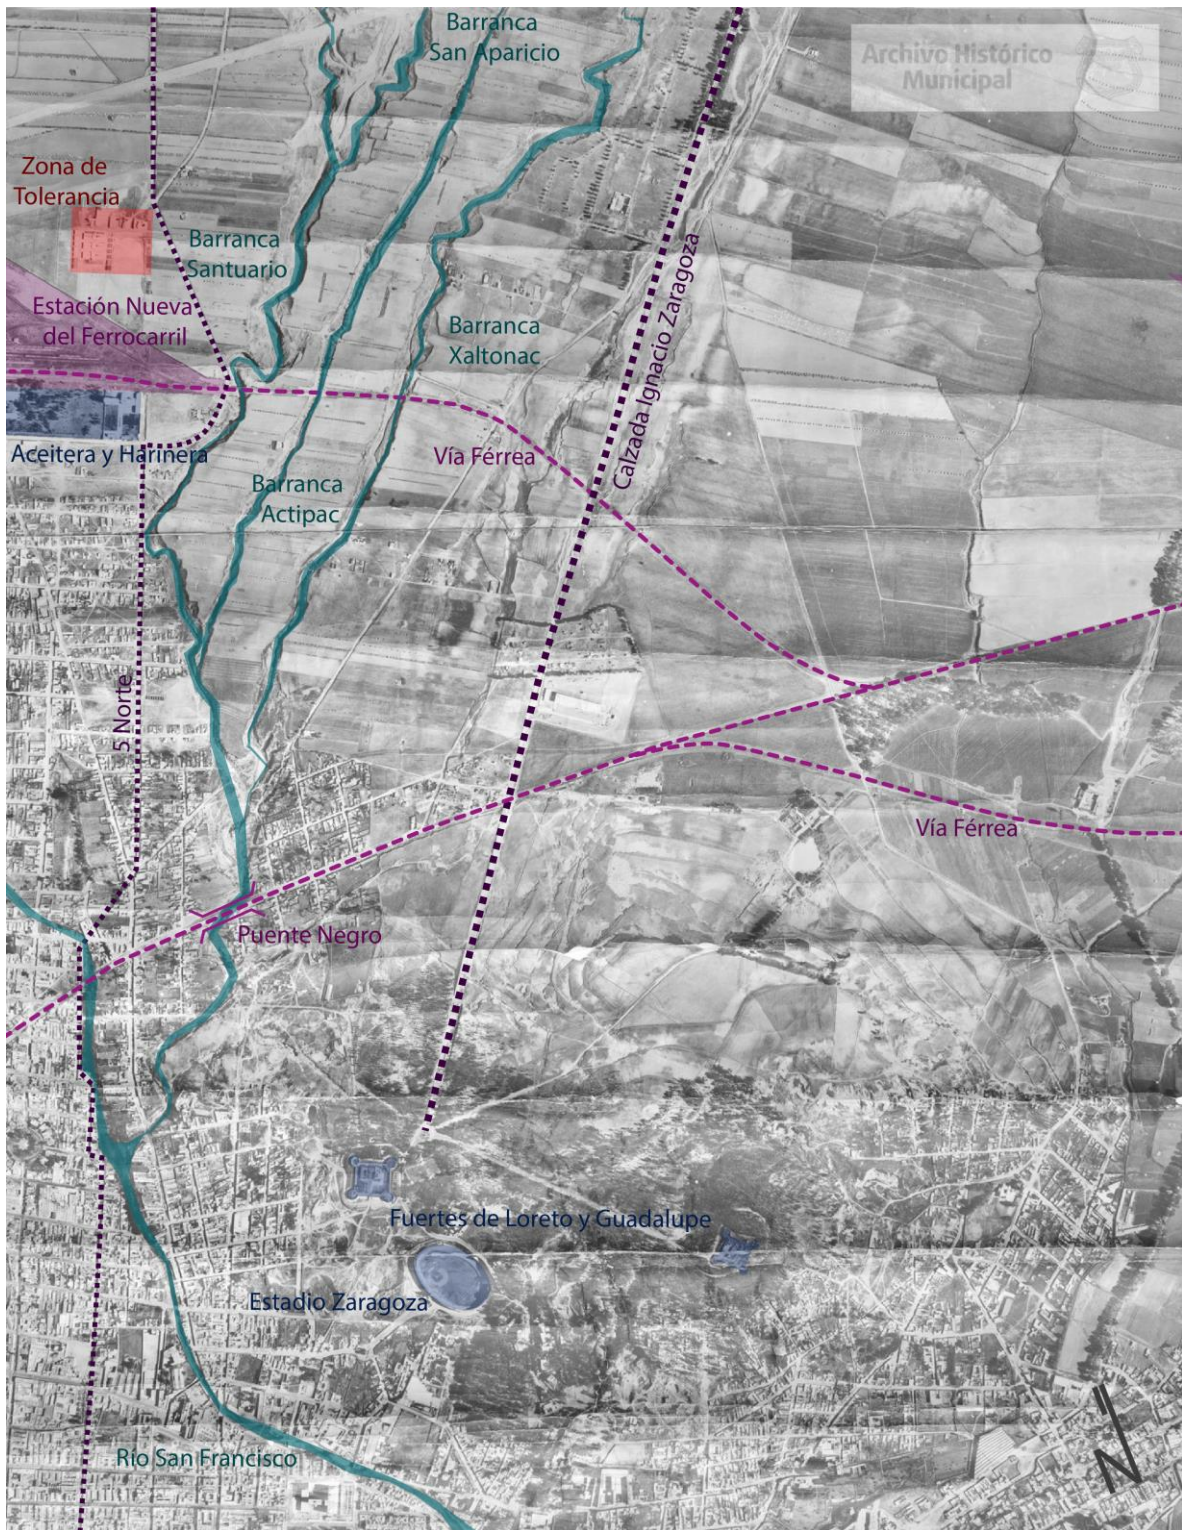 Barranca
San Aparicio
Archivo Histórico
Municipal
Zona de
Tolerancia
Barranca
Santuario
Calzada Ignacio Zaragoza
Estación Nueva
del Ferrocarril
Barranca
Xaltonac
Aceitera y Harinera
Vía Férrea
Barranca
Actipac
5 Norte
Vía Férrea
Puente Negro
Fuertes de Loreto y Guadalupe
Estadio Zaragoza
Río San Francisco
N